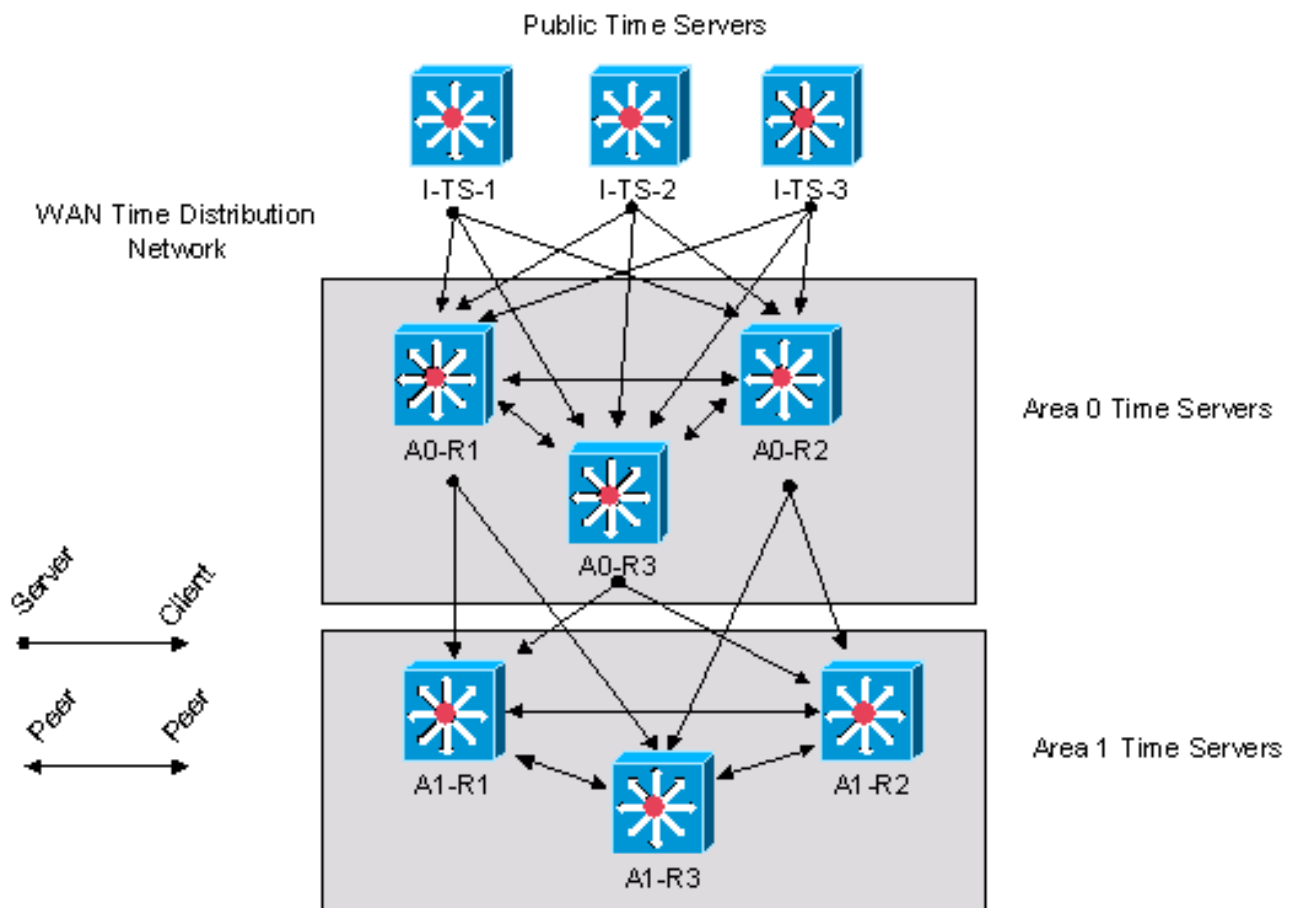 Public Time Servers
I-TS-1
I-TS-2
I-TS-3
WAN Time Distribution
Network
A0-R1
A0-R2
Area 0 Time Servers
A0-R3
Server
Client
A1-R1
A1-R2
Area 1 Time Servers
Peer
Peer
A1-R3